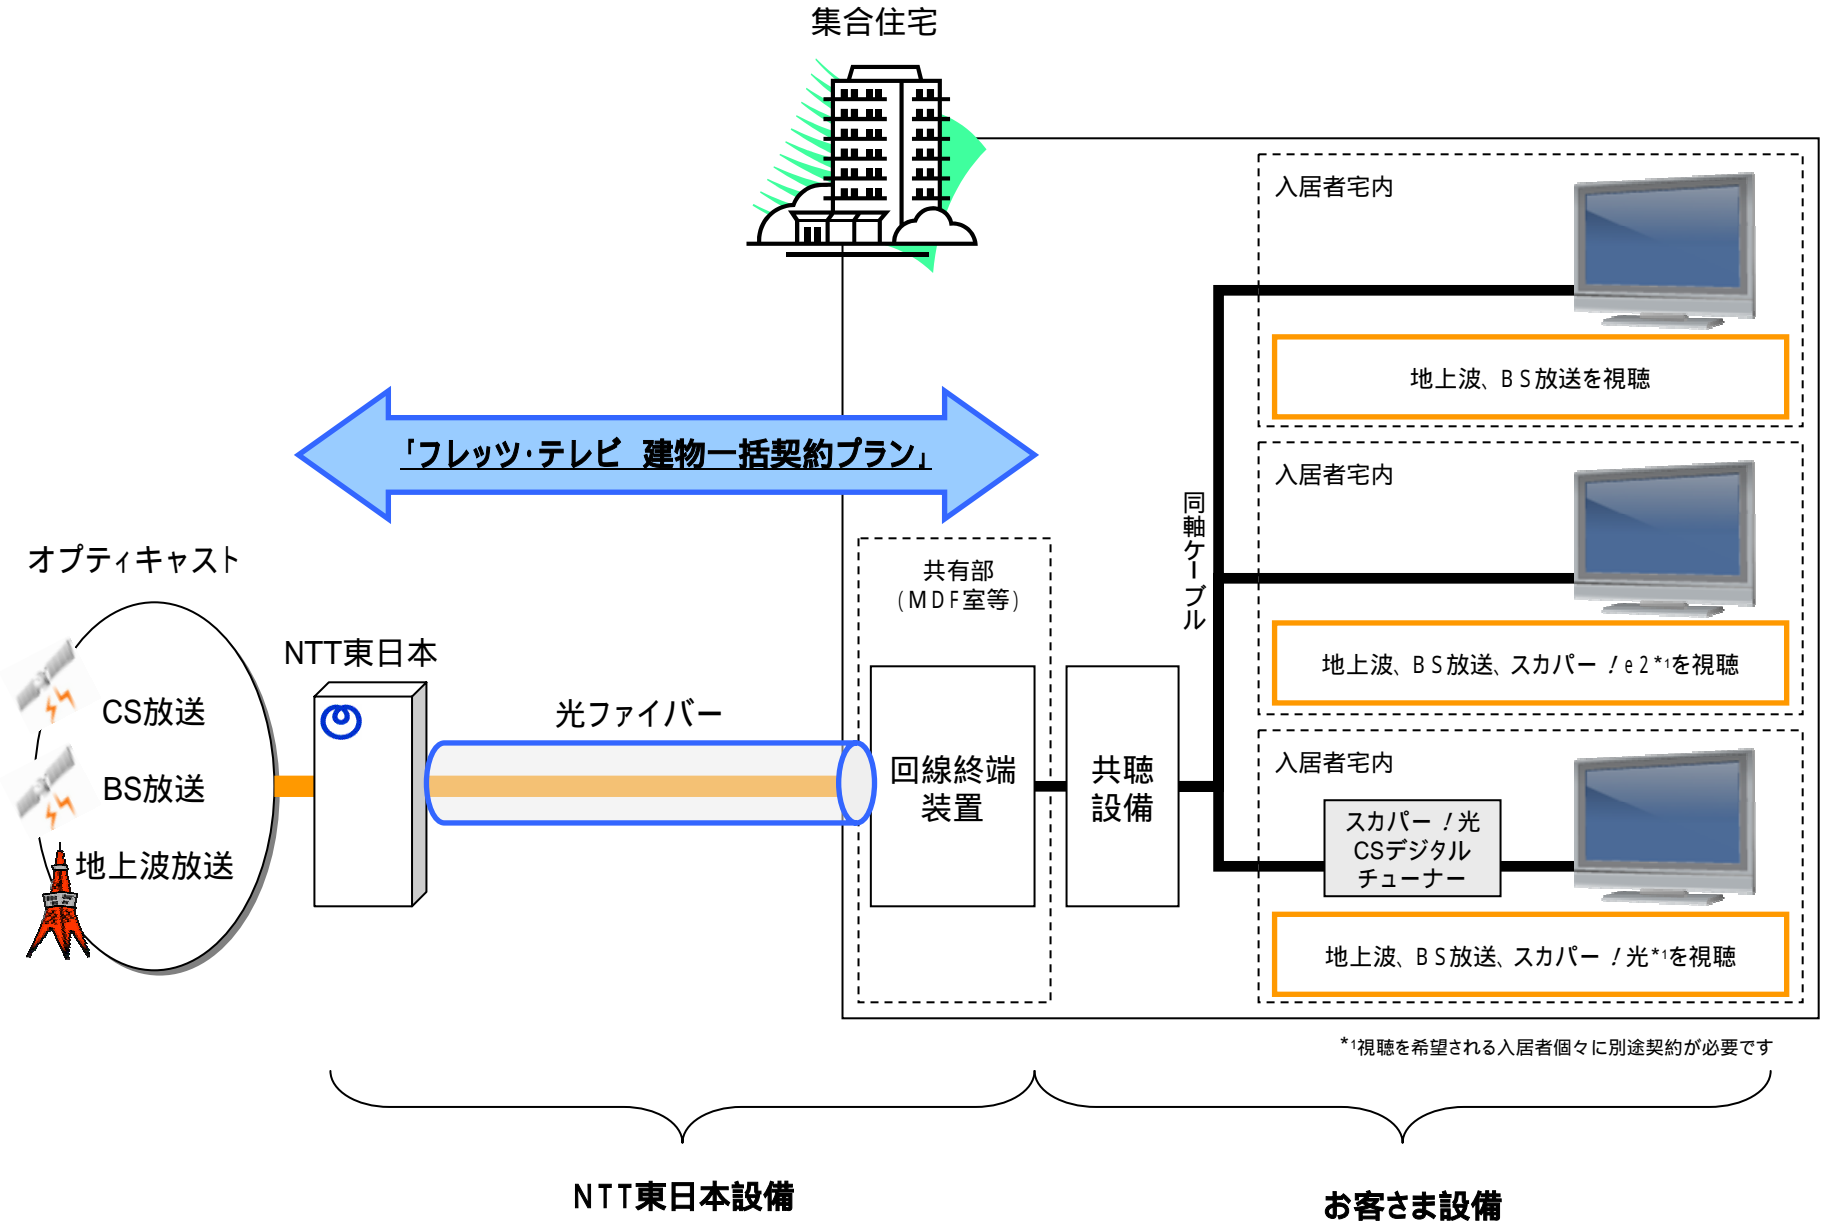 集合住宅
入居者宅内
地上波、BS放送を視聴
「フレッツ・テレビ 建物一括契約プラン」
入居者宅内
同軸ケーブル
地上波、BS放送、スカパー！e2*1を視聴
オプティキャスト
共有部
(MDF室等)
NTT東日本
CS放送
BS放送
地上波放送
光ファイバー
回線終端
装置
共聴
設備
入居者宅内
スカパー！光
CSデジタル
チューナー
地上波、BS放送、スカパー！光*1を視聴
*1視聴を希望される入居者個々に別途契約が必要です
NTT東日本設備
お客さま設備